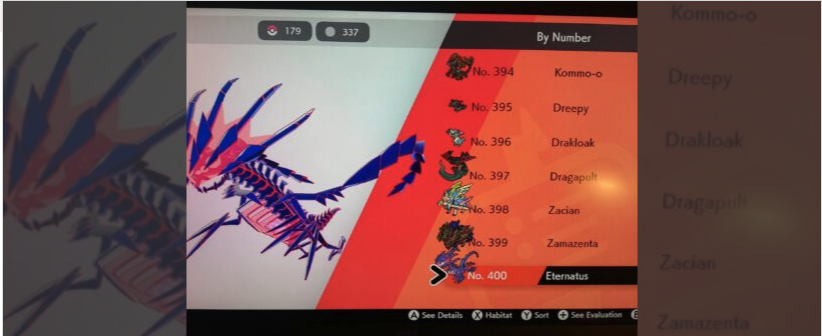 179 337
By Number
No. 394 Kommo-o
No. 395 Dreepy
No. 396 Drakloak
No. 397 Dragapult
No. 398 Zacian
No. 399 Zamazenta
No. 400 Eternatus
A See Details X Habitat Y Sort + See Evaluation
Kommo-o
Dreepy
Drakloak
Dragapult
Zacian
Zamazenta